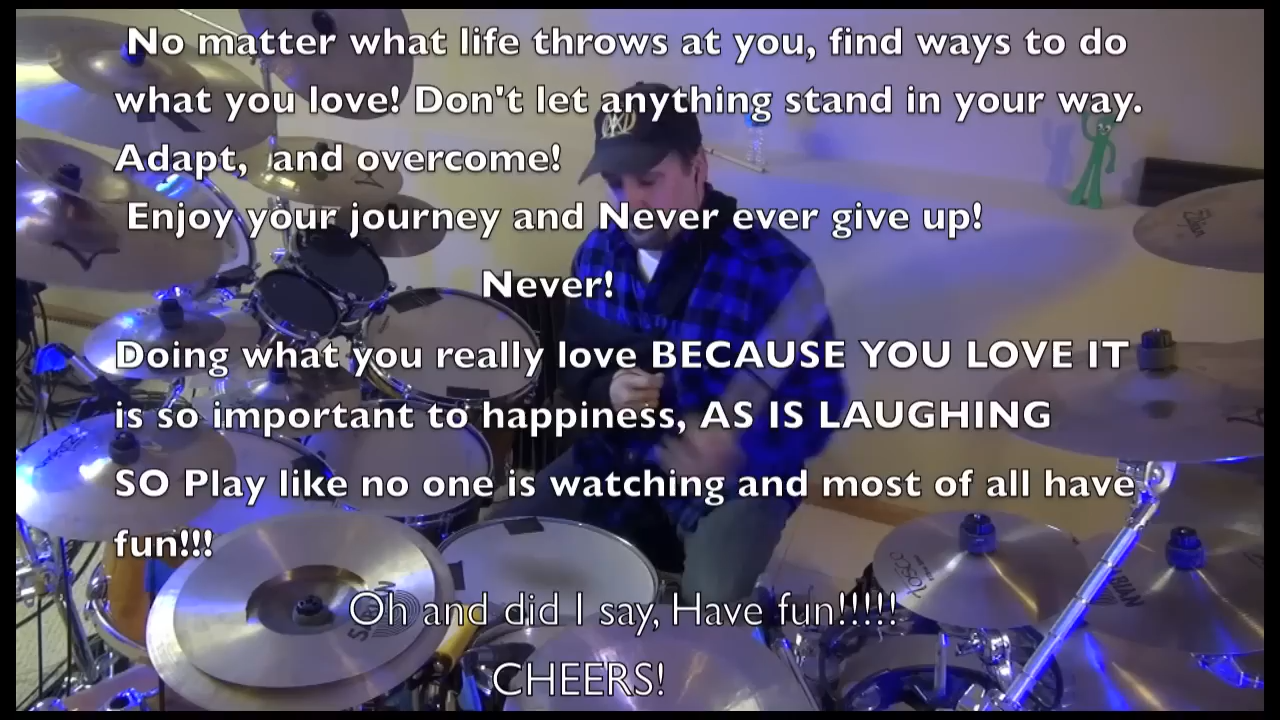 No matter what life throws at you, find ways to do
what you love! Don't let anything stand in your way.
Adapt,  and overcome!
Enjoy your journey and Never ever give up!
Never!
Doing what you really love BECAUSE YOU LOVE IT
is so important to happiness, AS IS LAUGHING
SO Play like no one is watching and most of all have
fun!!!
Oh and did I say, Have fun!!!!!
CHEERS!